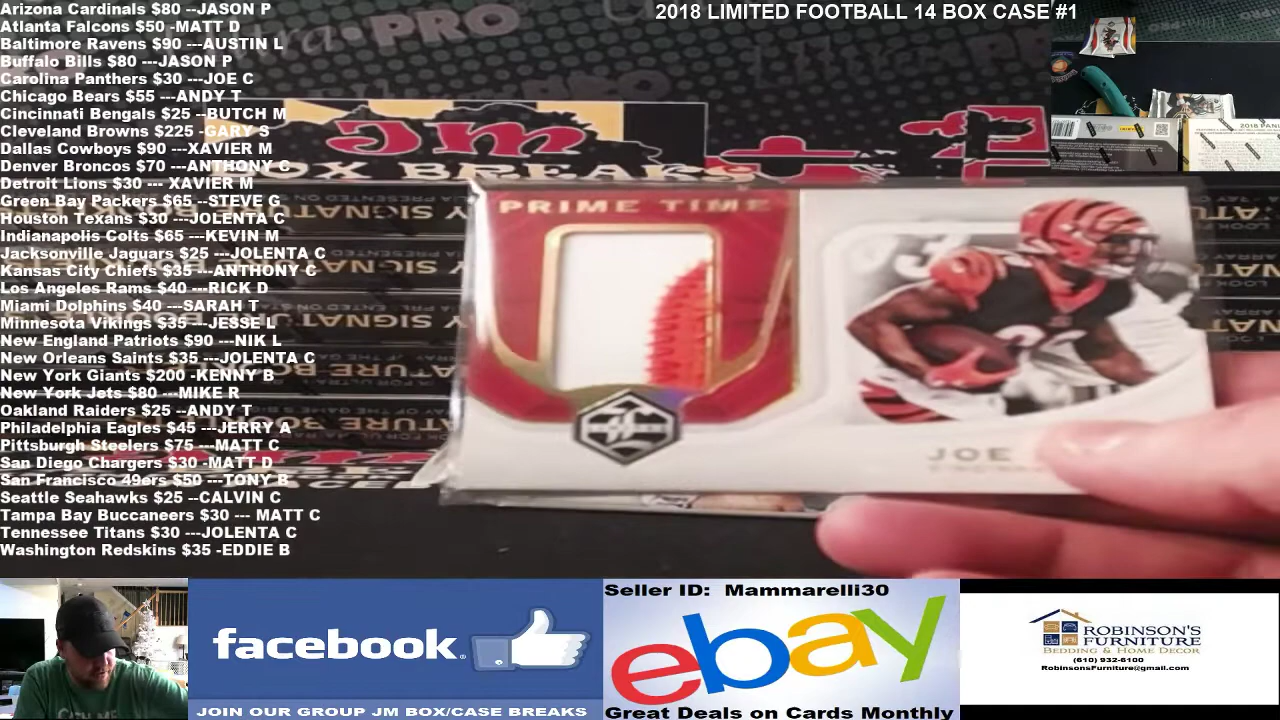 Arizona Cardinals $80 --JASON P
Atlanta Falcons $50 -MATT D
Baltimore Ravens $90 ---AUSTIN L
Buffalo Bills $80 ---JASON P
Carolina Panthers $30 ---JOE C
Chicago Bears $55 ---ANDY T
Cincinnati Bengals $25 --BUTCH M
Cleveland Browns $225 -GARY S
Dallas Cowboys $90 ---XAVIER M
Denver Broncos $70 ---ANTHONY C
Detroit Lions $30 --- XAVIER M
Green Bay Packers $65 --STEVE G
Houston Texans $30 ---JOLENTA C
Indianapolis Colts $65 ---KEVIN M
Jacksonville Jaguars $25 ---JOLENTA C
Kansas City Chiefs $35 ---ANTHONY C
Los Angeles Rams $40 ---RICK D
Miami Dolphins $40 ---SARAH T
Minnesota Vikings $35 ---JESSE L
New England Patriots $90 ---NIK L
New Orleans Saints $35 ---JOLENTA C
New York Giants $200 -KENNY B
New York Jets $80 ---MIKE R
Oakland Raiders $25 --ANDY T
Philadelphia Eagles $45 ---JERRY A
Pittsburgh Steelers $75 ---MATT C
San Diego Chargers $30 -MATT D
San Francisco 49ers $50 ---TONY B
Seattle Seahawks $25 --CALVIN C
Tampa Bay Buccaneers $30 --- MATT C
Tennessee Titans $30 ---JOLENTA C
Washington Redskins $35 -EDDIE B
2018 LIMITED FOOTBALL 14 BOX CASE #1
PRO
BREAKS
PRIME TIME
JOE
facebook
JOIN OUR GROUP JM BOX/CASE BREAKS
Seller ID: Mammarelli30
ebay
Great Deals on Cards Monthly
ROBINSON'S
FURNITURE
BEDDING & HOME DECOR
(610) 932-6100
RobinsonsFurniture@gmail.com